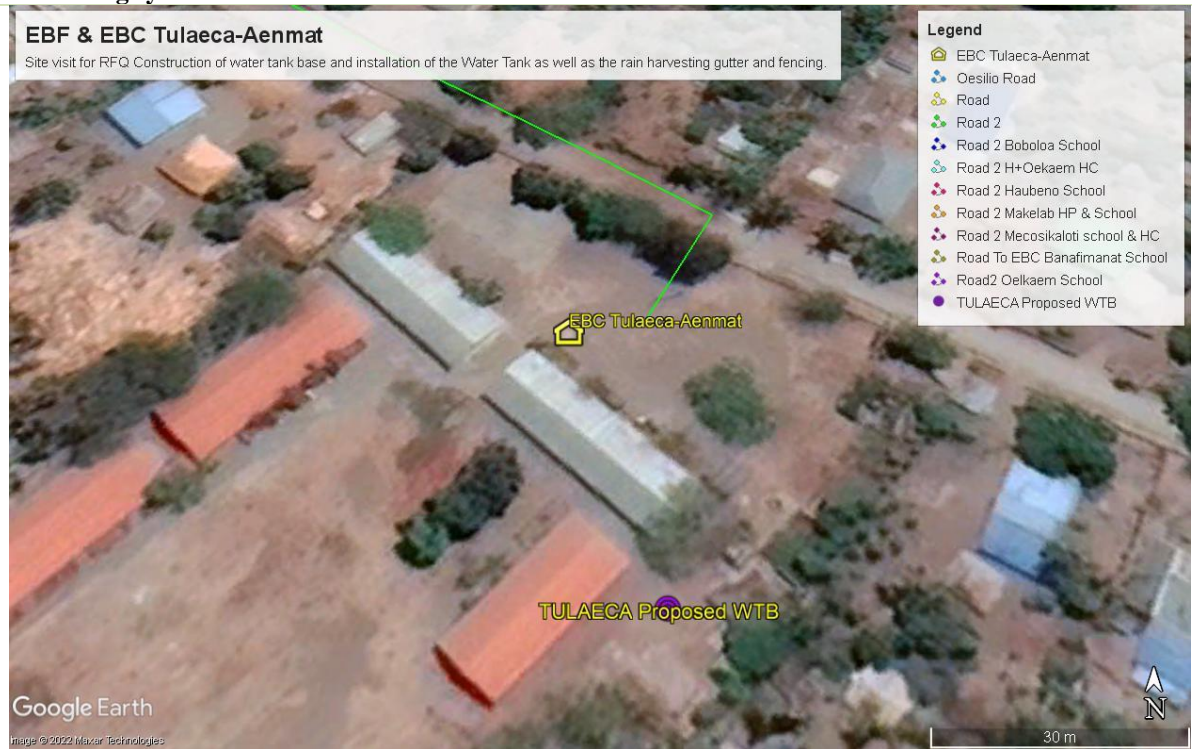 EBF & EBC Tulaeca-Aenmat
Site visit for RFQ Construction of water tank base and installation of the Water Tank as well as the rain harvesting gutter and fencing.
Legend
EBC Tulaeca-Aenmat
Oesilio Road
Road
Road 2
Road 2 Boboloa School
Road 2 H+Oekaem HC
Road 2 Haubeno School
Road 2 Makelab HP & School
Road 2 Mecosikaloti school & HC
Road To EBC Banafimanat School
Road2 Oelkaem School
TULAECA Proposed WTB
EBC Tulaeca-Aenmat
TULAECA Proposed WTB
Google Earth
Image © 2022 Maxar Technologies
N
30 m